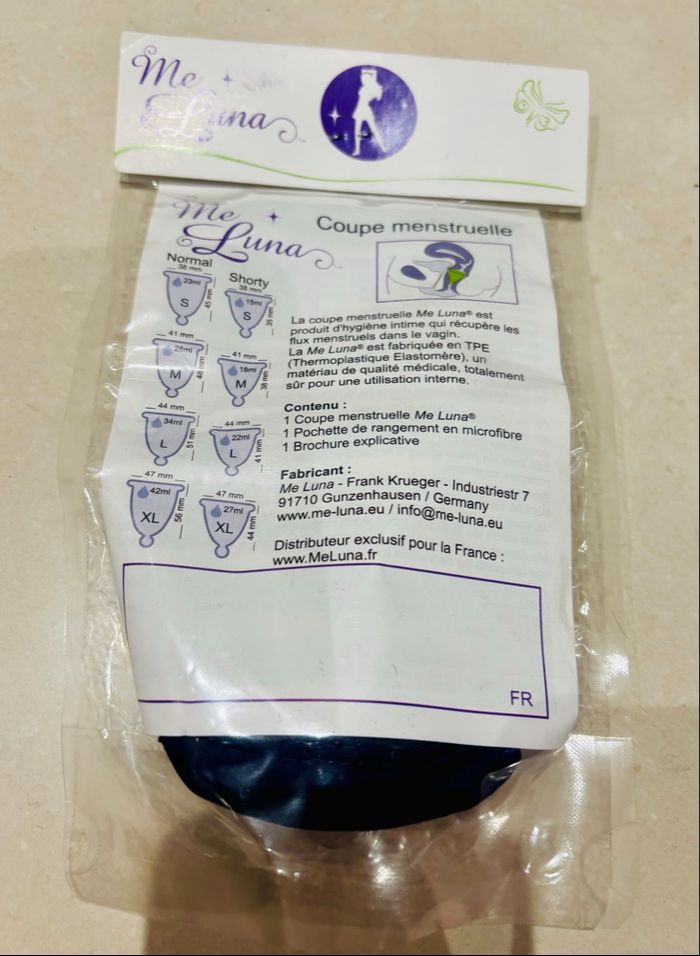 Me
Luna
Me
Luna
Coupe menstruelle
Normal
38 mm
23ml
S
45 mm
Shorty
38 mm
15ml
S
35 mm
41 mm
28ml
M
48 mm
41 mm
18ml
M
38 mm
44 mm
34ml
L
51 mm
44 mm
22ml
L
41 mm
47 mm
42ml
XL
56 mm
47 mm
27ml
XL
44 mm
La coupe menstruelle Me Luna® est
produit d'hygiène intime qui récupère les
flux menstruels dans le vagin.
La Me Luna® est fabriquée en TPE
(Thermoplastique Elastomère), un
matériau de qualité médicale, totalement
sûr pour une utilisation interne.
Contenu :
1 Coupe menstruelle Me Luna®
1 Pochette de rangement en microfibre
1 Brochure explicative
Fabricant :
Me Luna - Frank Krueger - Industriestr 7
91710 Gunzenhausen / Germany
www.me-luna.eu / info@me-luna.eu
Distributeur exclusif pour la France :
www.MeLuna.fr
FR